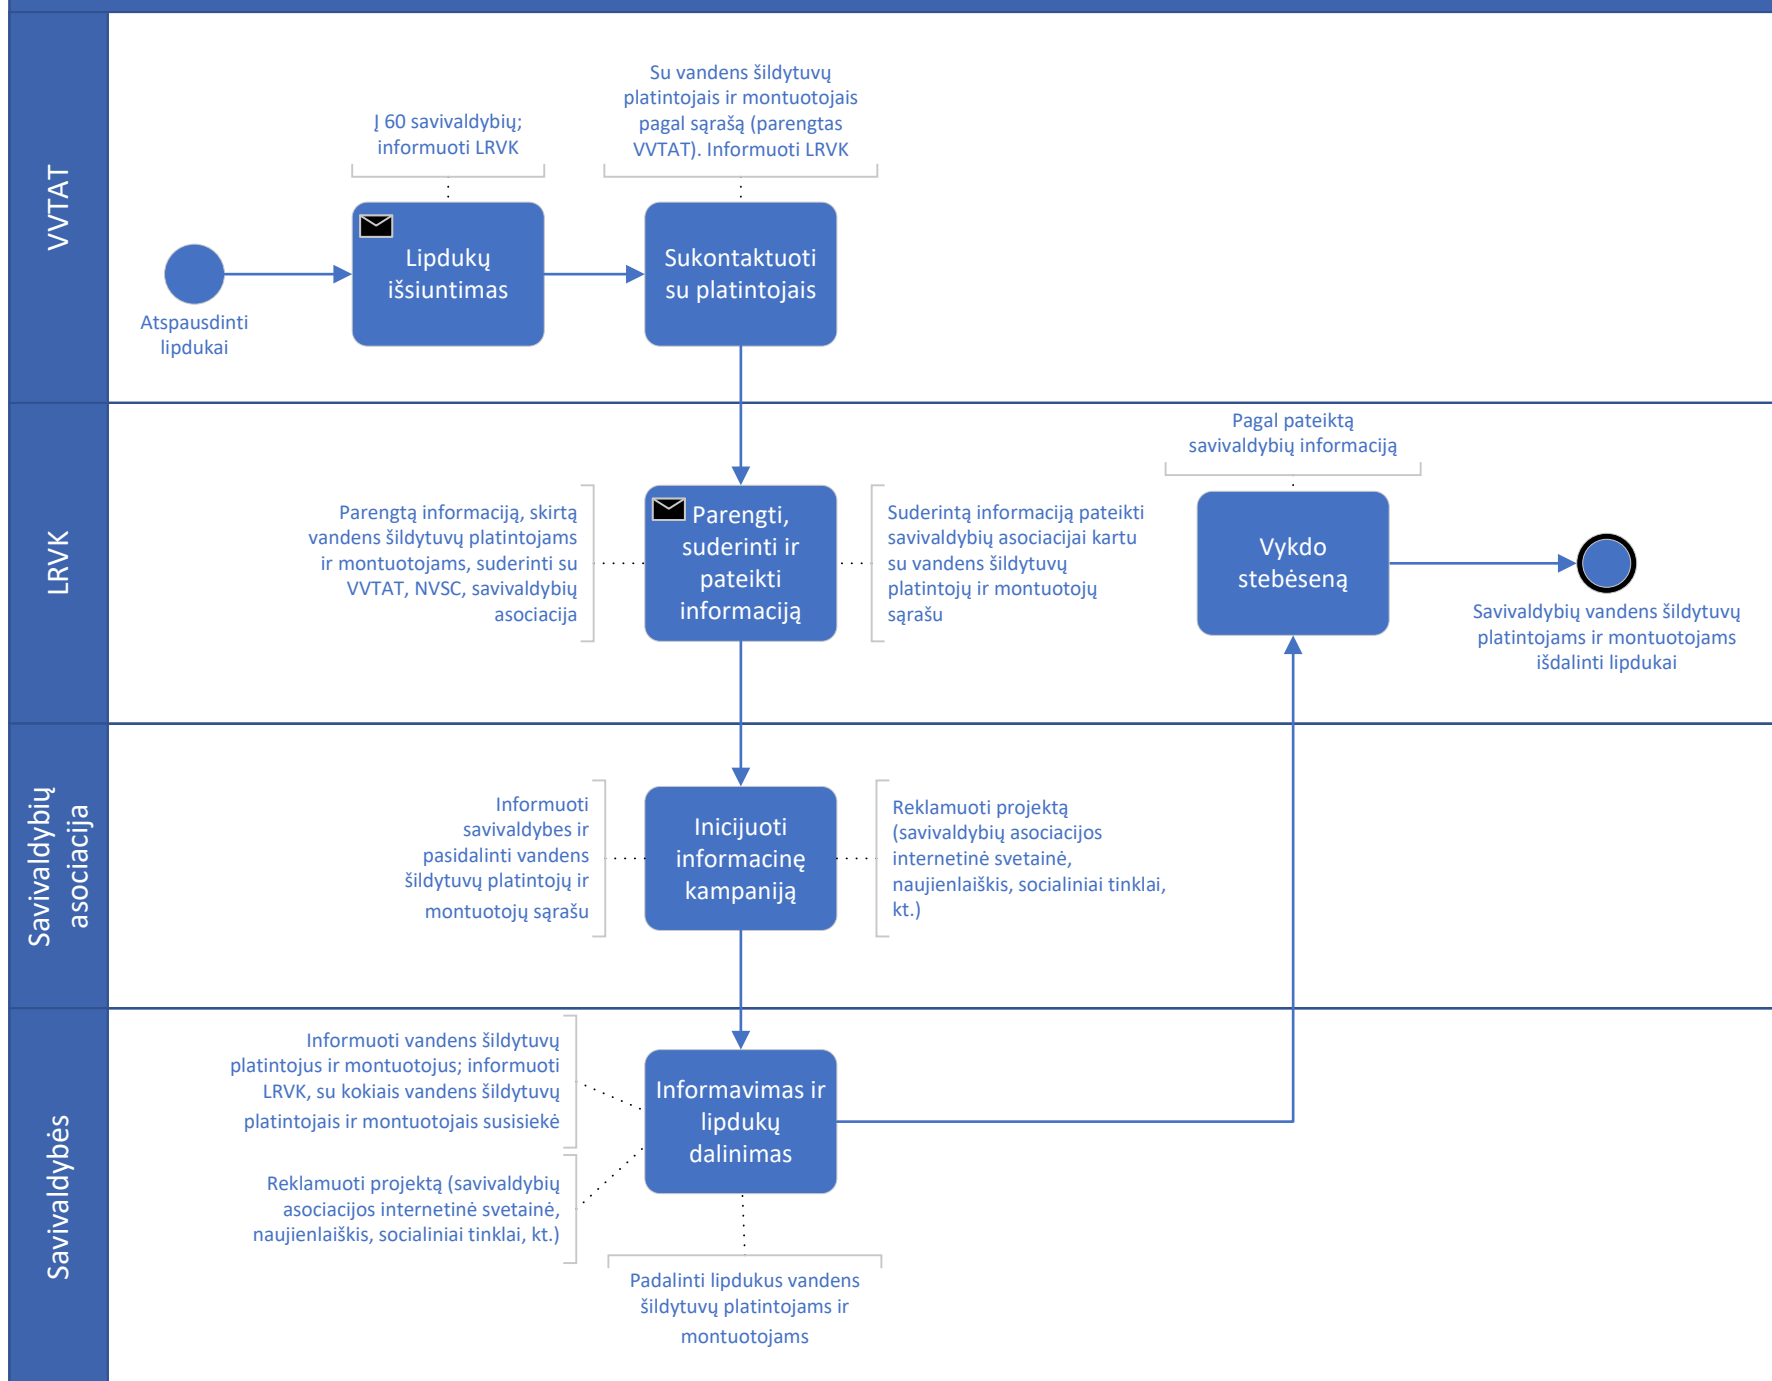 VVTAT
Į 60 savivaldybių;
informuoti LRVK
Su vandens šildytuvų
platintojais ir montuotojais
pagal sąrašą (parengtas
VVTAT). Informuoti LRVK
Lipdukų
išsiuntimas
Sukontaktuoti
su platintojais
Atspausdinti
lipdukai
LRVK
Parengtą informaciją, skirtą
vandens šildytuvų platintojams
ir montuotojams, suderinti su
VVTAT, NVSC, savivaldybių
asociacija
Parengti,
suderinti ir
pateikti
informaciją
Suderintą informaciją pateikti
savivaldybių asociacijai kartu
su vandens šildytuvų
platintojų ir montuotojų
sąrašu
Pagal pateiktą
savivaldybių informaciją
Vykdo
stebėseną
Savivaldybių vandens šildytuvų
platintojams ir montuotojams
išdalinti lipdukai
Savivaldybių
asociacija
Informuoti
savivaldybes ir
pasidalinti vandens
šildytuvų platintojų ir
montuotojų sąrašu
Inicijuoti
informacinę
kampaniją
Reklamuoti projektą
(savivaldybių asociacijos
internetinė svetainė,
naujienlaiškis, socialiniai tinklai,
kt.)
Savivaldybės
Informuoti vandens šildytuvų
platintojus ir montuotojus; informuoti
LRVK, su kokiais vandens šildytuvų
platintojais ir montuotojais susisiekė
Reklamuoti projektą (savivaldybių
asociacijos internetinė svetainė,
naujienlaiškis, socialiniai tinklai, kt.)
Informavimas ir
lipdukų
dalinimas
Padalinti lipdukus vandens
šildytuvų platintojams ir
montuotojams